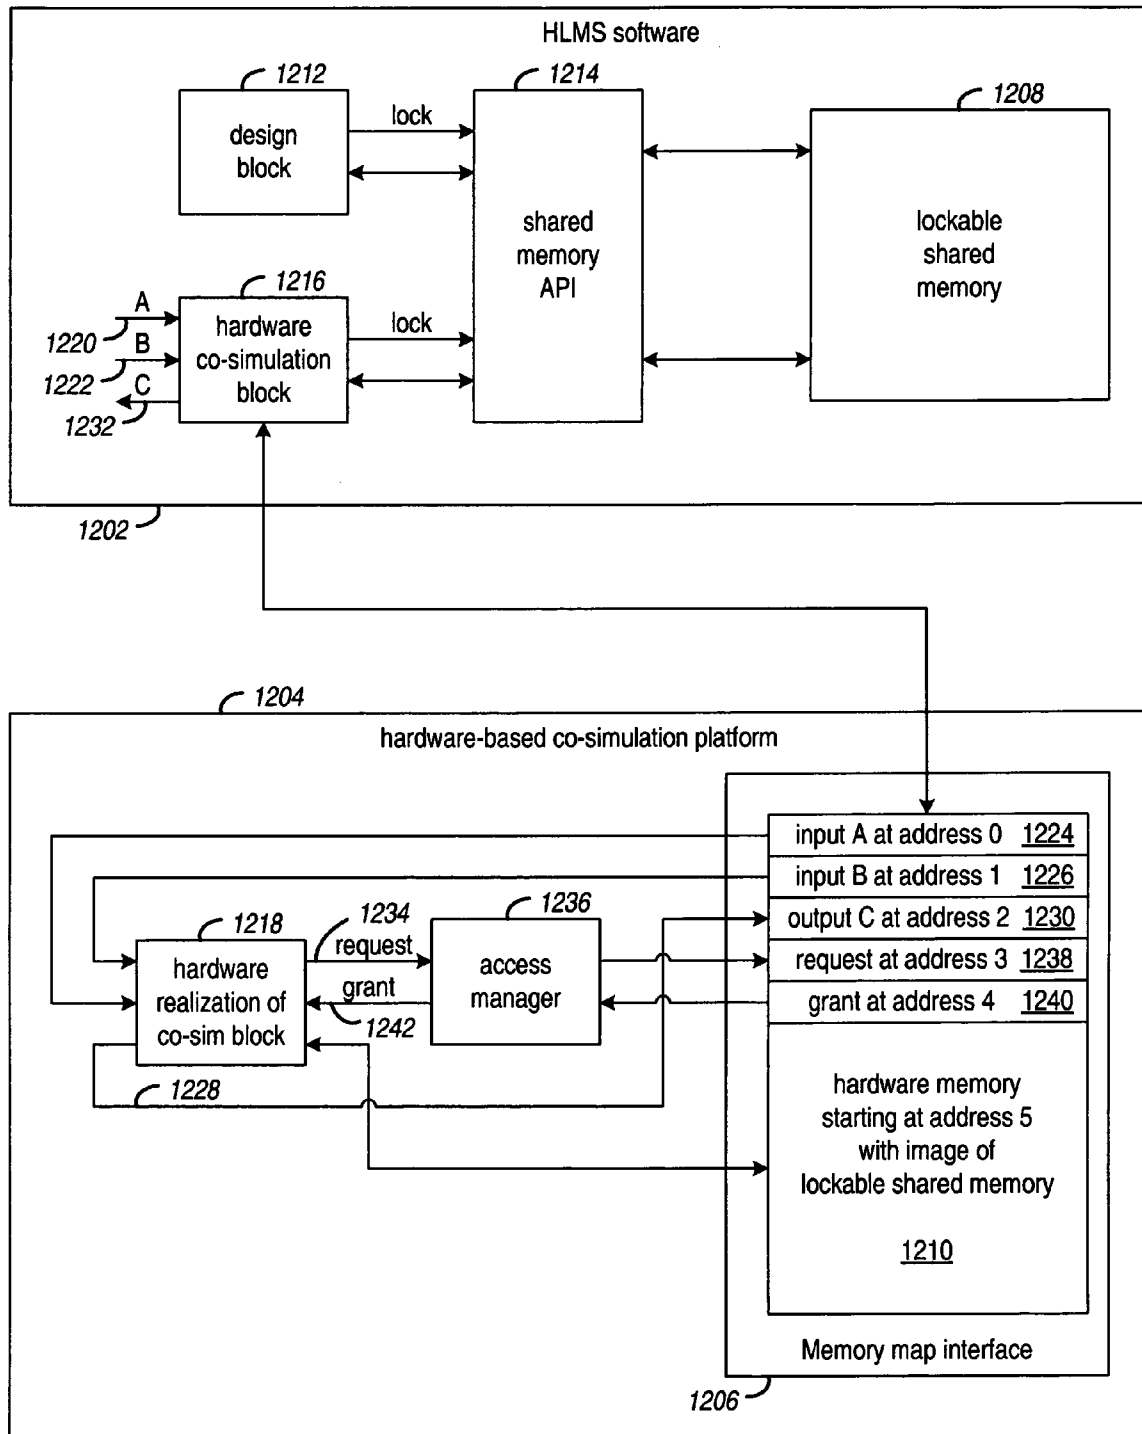 HLMS software
1212
1214
1208
design
block
lock
shared
memory
API
lockable
shared
memory
1216
A
1220
B
1222
C
1232
hardware
co-simulation
block
lock
1202
1204
hardware-based co-simulation platform
input A at address 0 1224
input B at address 1 1226
output C at address 2 1230
request at address 3 1238
grant at address 4 1240
1218
1234
1236
request
grant
1242
hardware
realization of
co-sim block
access
manager
1228
hardware memory
starting at address 5
with image of
lockable shared memory
1210
Memory map interface
1206